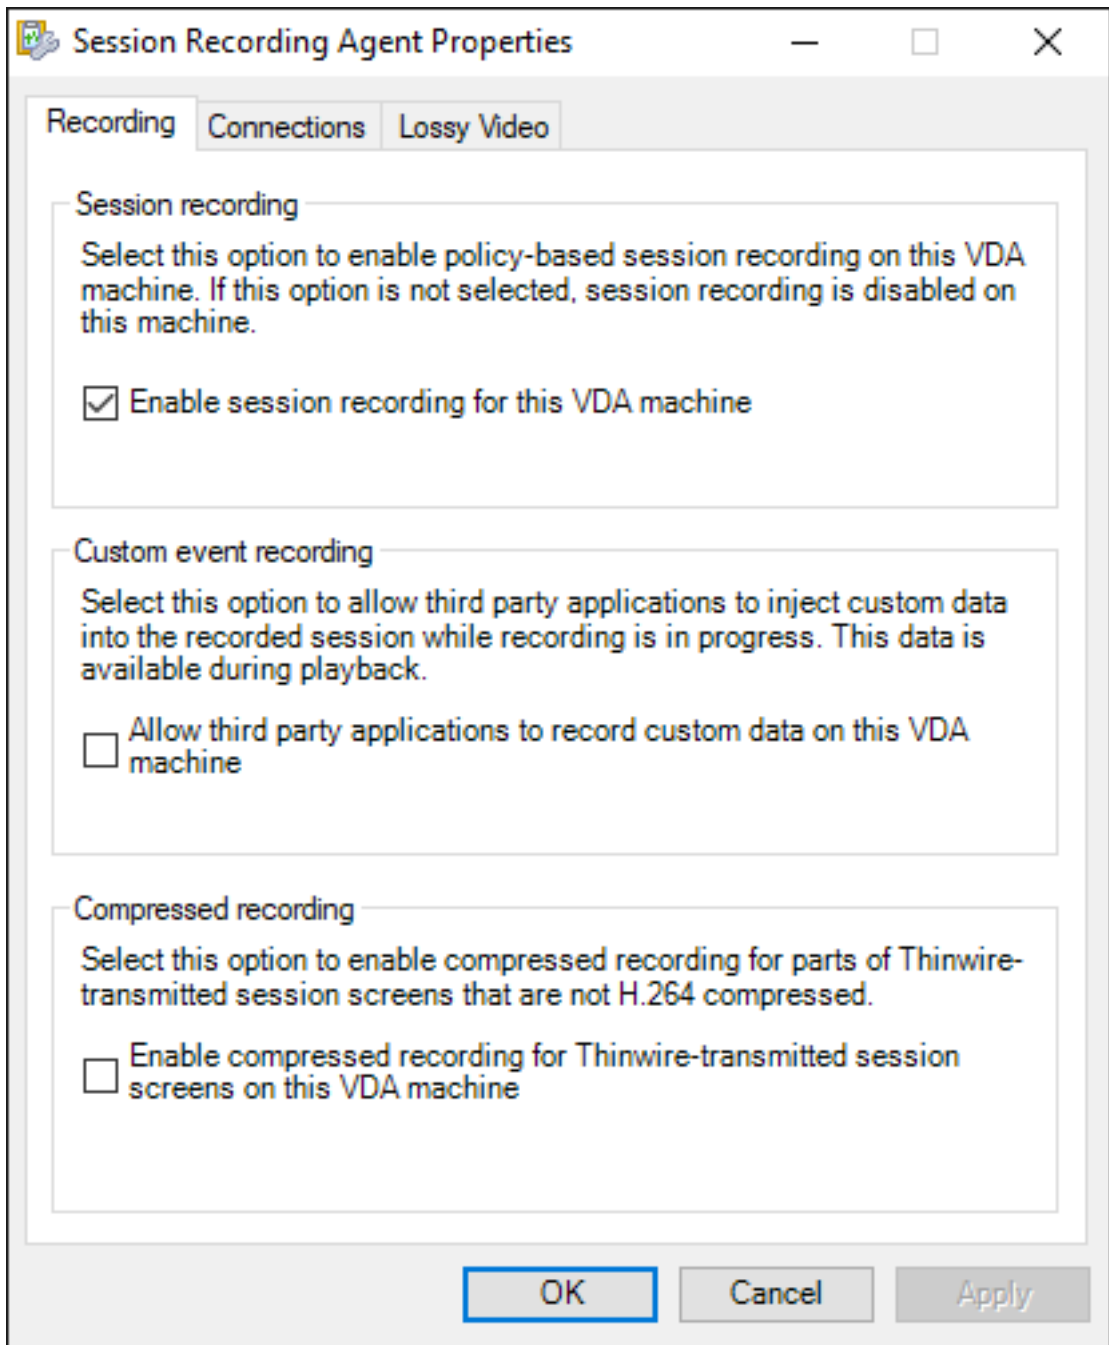 Session Recording Agent Properties
Recording
Connections
Lossy Video
Session recording
Select this option to enable policy-based session recording on this VDA
machine. If this option is not selected, session recording is disabled on
this machine.
Enable session recording for this VDA machine
Custom event recording
Select this option to allow third party applications to inject custom data
into the recorded session while recording is in progress. This data is
available during playback.
Allow third party applications to record custom data on this VDA
machine
Compressed recording
Select this option to enable compressed recording for parts of Thinwire-
transmitted session screens that are not H.264 compressed.
Enable compressed recording for Thinwire-transmitted session
screens on this VDA machine
OK
Cancel
Apply